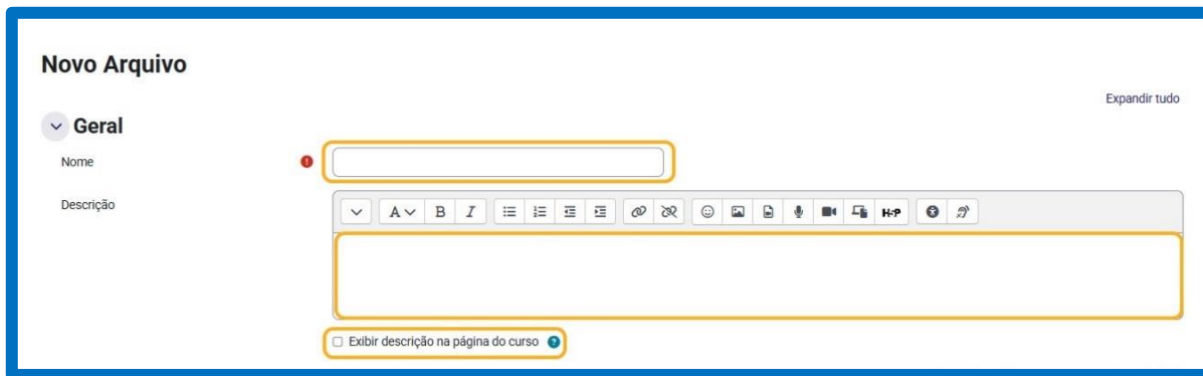 Novo Arquivo
Expandir tudo
Geral
Nome
Descrição
A B I H-P
Exibir descrição na página do curso